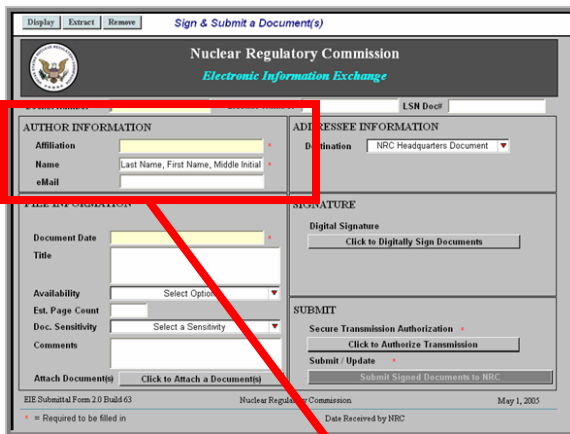 Display Extract Remove Sign & Submit a Document(s)
Nuclear Regulatory Commission
Electronic Information Exchange
LSN Doc#
AUTHOR INFORMATION
Affiliation *
Name Last Name, First Name, Middle Initial *
eMail
ADDRESSEE INFORMATION
Destination NRC Headquarters Document
FILE INFORMATION
Document Date *
Title
Availability Select Option
Est. Page Count
Doc. Sensitivity Select a Sensitivity
Comments
Attach Document(s) Click to Attach a Document(s)
SIGNATURE
Digital Signature
Click to Digitally Sign Documents
SUBMIT
Secure Transmission Authorization *
Click to Authorize Transmission
Submit / Update *
Submit Signed Documents to NRC
EIE Submittal Form 2.0 Build 63 Nuclear Regulatory Commission May 1, 2005
* = Required to be filled in Date Received by NRC